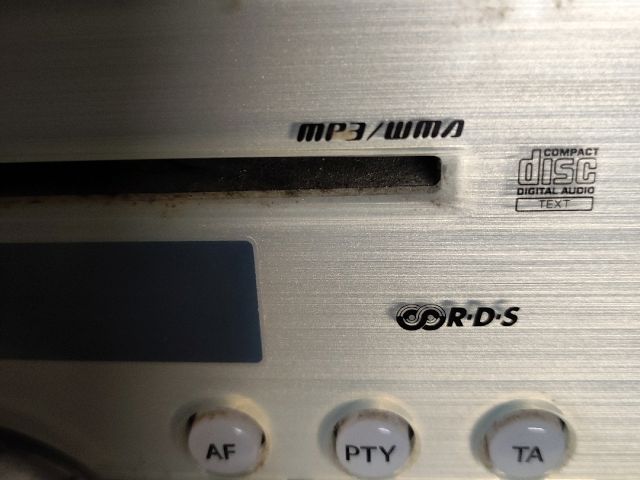 MP3/WMA
COMPACT
disc
DIGITAL AUDIO
TEXT
R·D·S
AF PTY TA